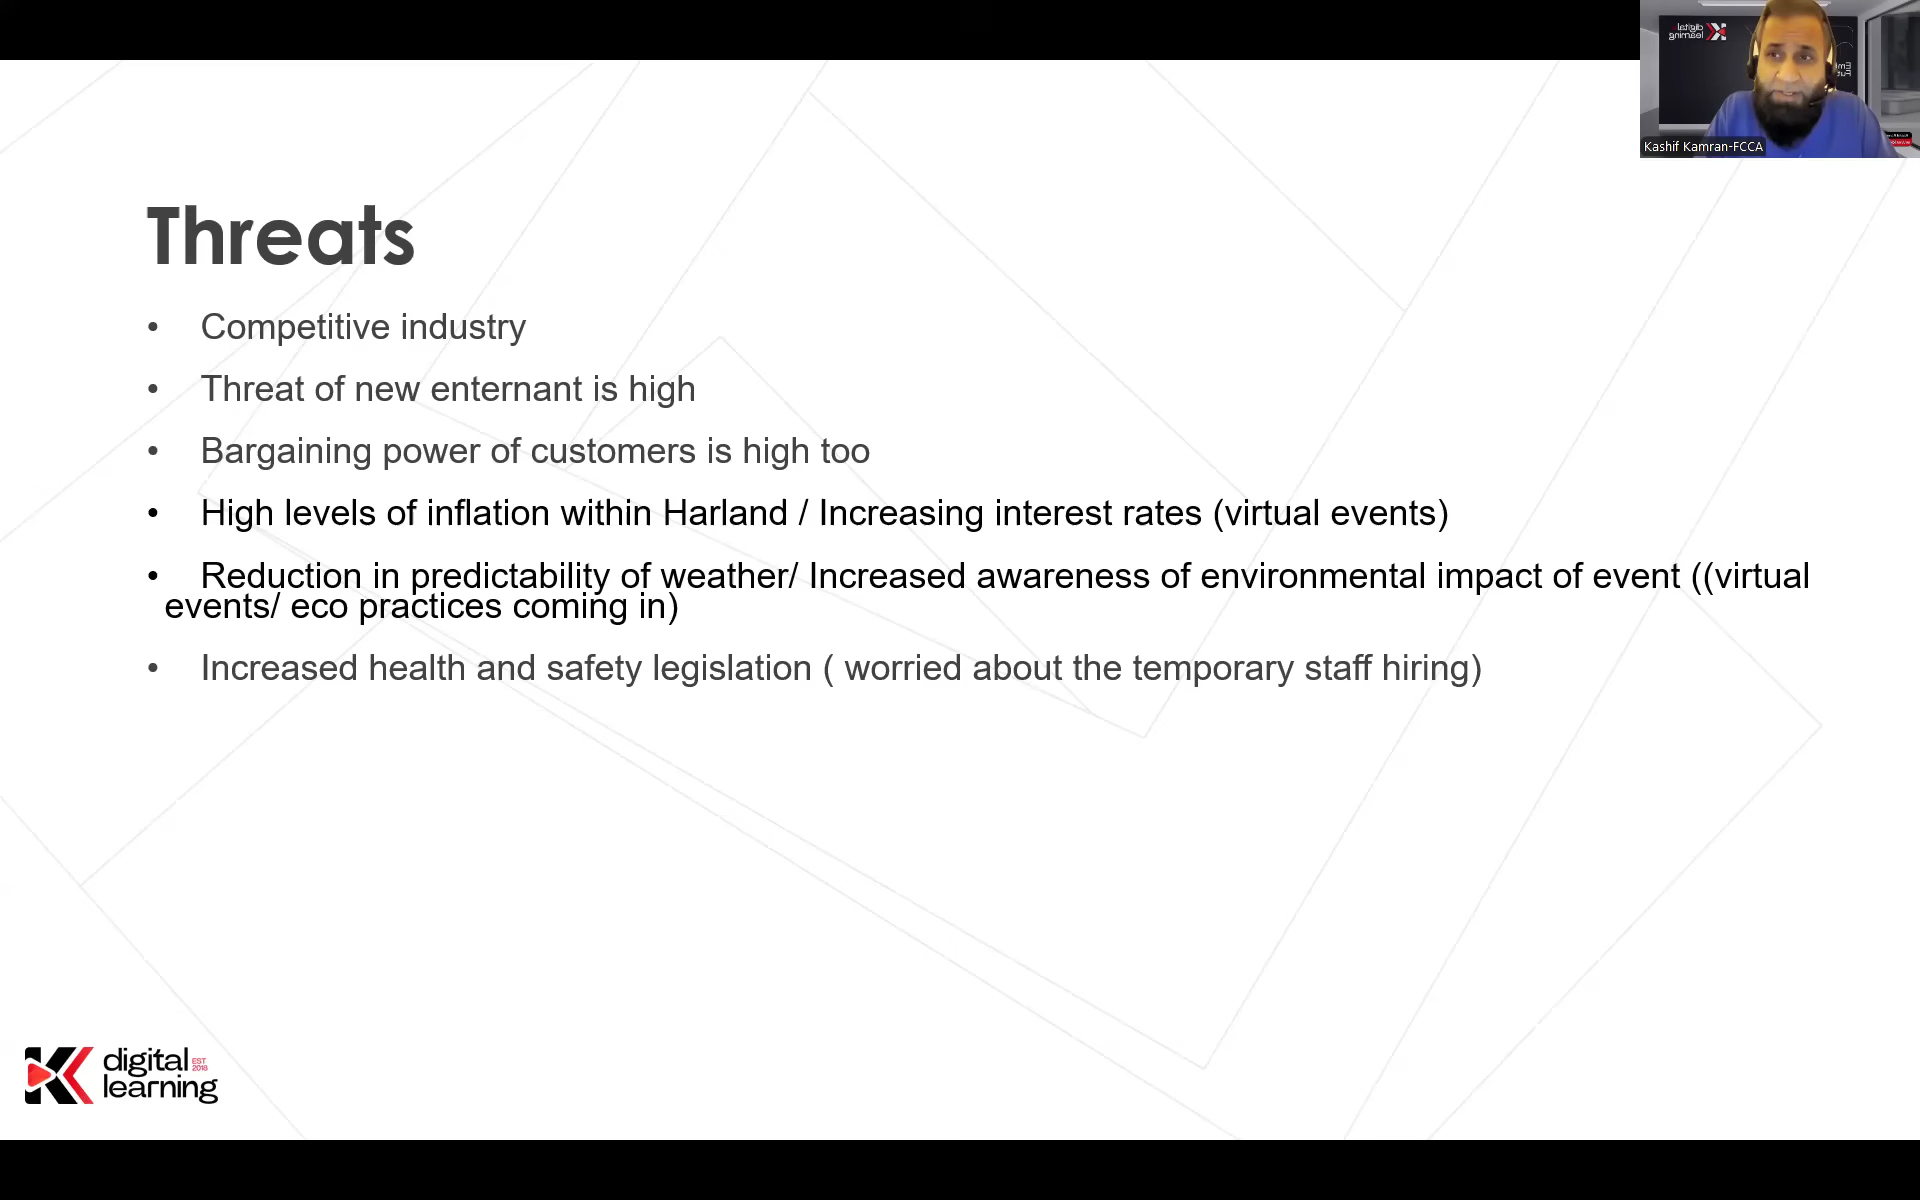 Kashif Kamran-FCCA
Threats
• Competitive industry
• Threat of new enternant is high
• Bargaining power of customers is high too
• High levels of inflation within Harland / Increasing interest rates (virtual events)
• Reduction in predictability of weather/ Increased awareness of environmental impact of event ((virtual
events/ eco practices coming in)
• Increased health and safety legislation ( worried about the temporary staff hiring)
digital EST 2018
learning
digital
learning